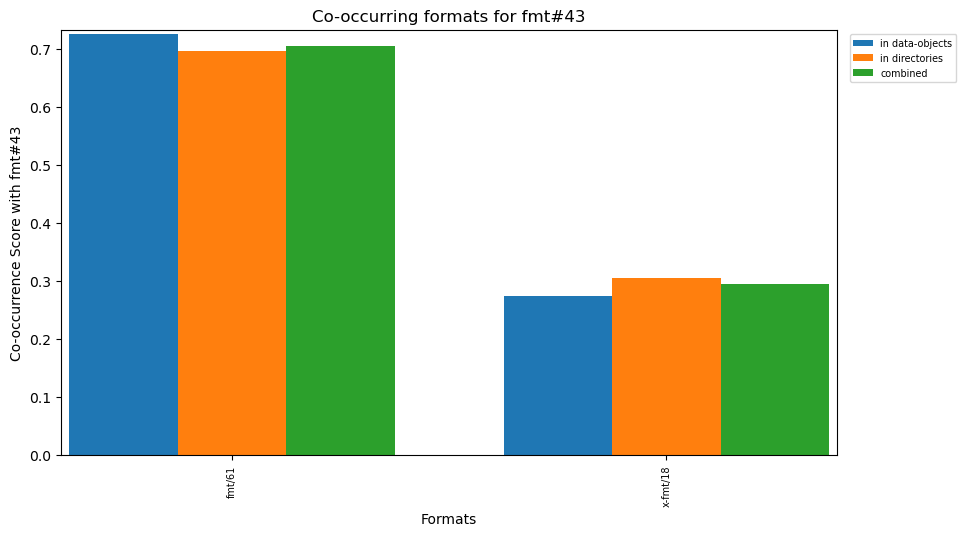 Co-occurring formats for fmt#43
in data-objects
in directories
combined
Co-occurrence Score with fmt#43
0.7
0.6
0.5
0.4
0.3
0.2
0.1
0.0
fmt/61
x-fmt/18
Formats